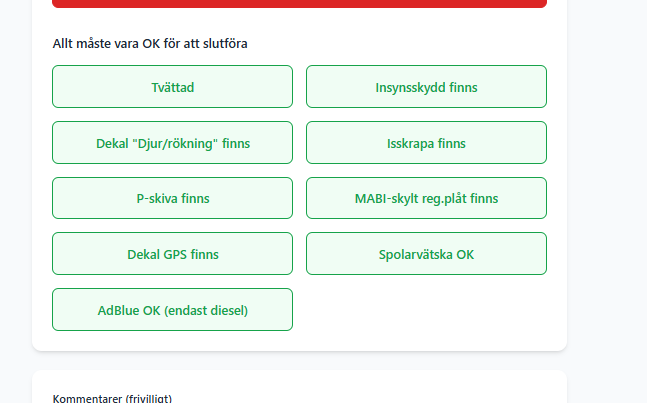 Allt måste vara OK för att slutföra
Tvättad
Insynsskydd finns
Dekal "Djur/rökning" finns
Isskrapa finns
P-skiva finns
MABI-skylt reg.plåt finns
Dekal GPS finns
Spolarvätska OK
AdBlue OK (endast diesel)
Kommentarer (frivilligt)